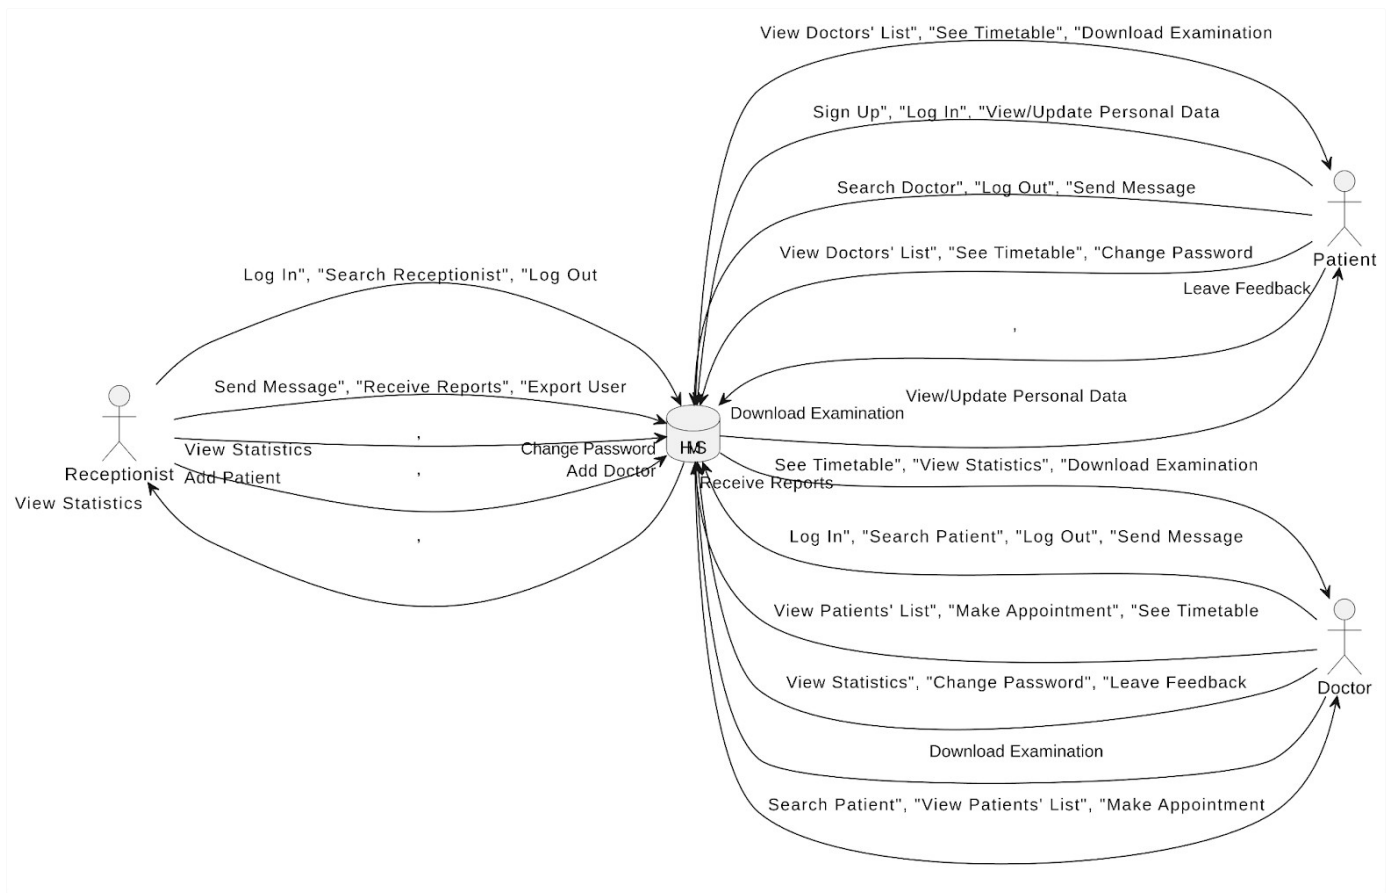 View Doctors' List", "See Timetable", "Download Examination
Sign Up", "Log In", "View/Update Personal Data
Search Doctor", "Log Out", "Send Message
Patient
View Doctors' List", "See Timetable", "Change Password
Leave Feedback
,
Log In", "Search Receptionist", "Log Out
Send Message", "Receive Reports", "Export User
View/Update Personal Data
Download Examination
,
HMS
View Statistics
Change Password
Receptionist
Add Patient
,
Add Doctor
See Timetable", "View Statistics", "Download Examination
Receive Reports
View Statistics
,
Log In", "Search Patient", "Log Out", "Send Message
View Patients' List", "Make Appointment", "See Timetable
View Statistics", "Change Password", "Leave Feedback
Doctor
Download Examination
Search Patient", "View Patients' List", "Make Appointment